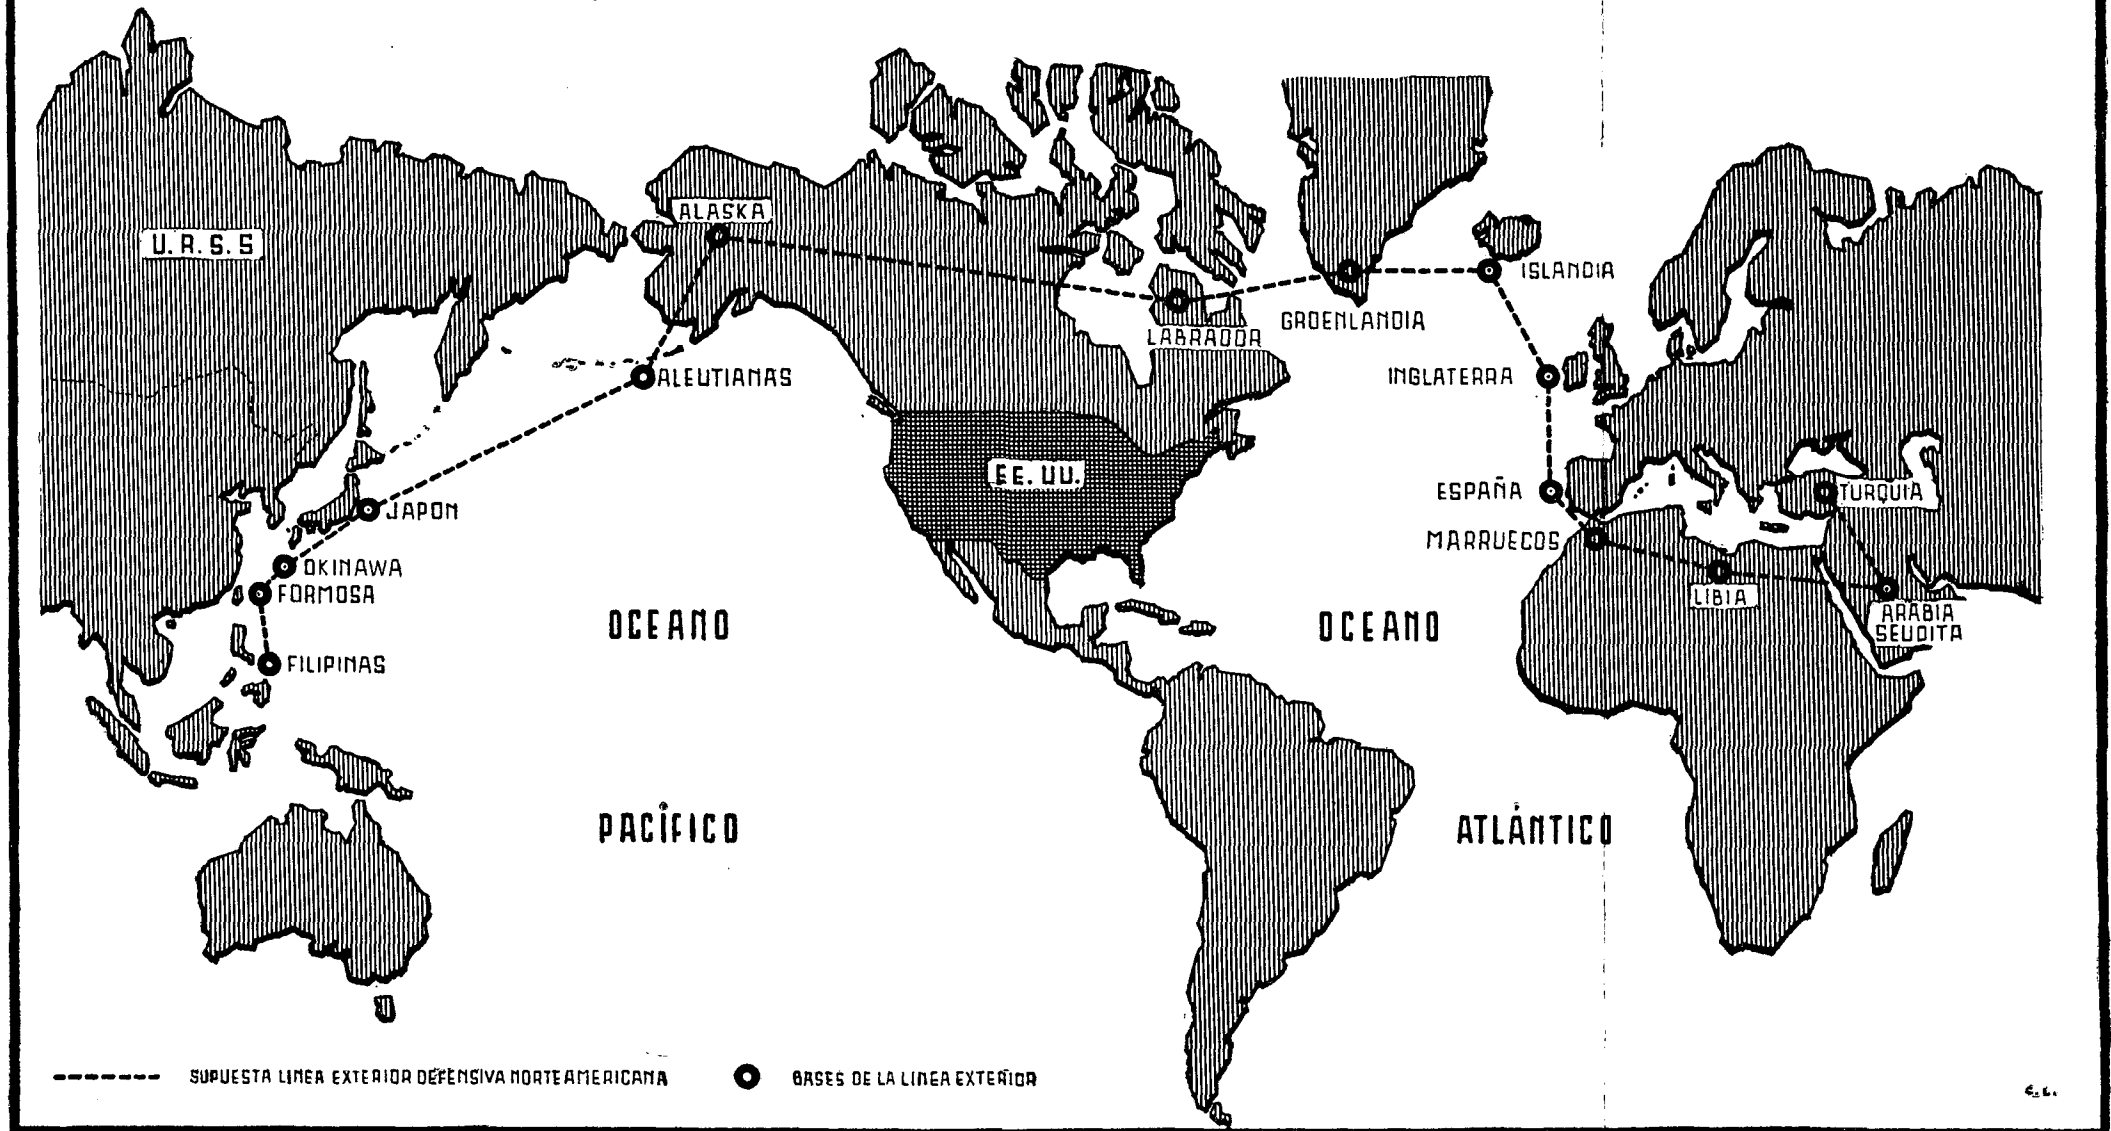 ALASKA
U.R.S.S
ISLANDIA
GROENLANDIA
LABRADOR
ALEUTIANAS
INGLATERRA
EE.UU.
ESPAÑA
TURQUIA
JAPON
MARRUECOS
OKINAWA
FORMOSA
LIBIA
ARABIA
SEUDITA
OCEANO
OCEANO
FILIPINAS
PACÍFICO
ATLÁNTICO
SUPUESTA LINEA EXTERIOR DEFENSIVA NORTEAMERICANA
BASES DE LA LINEA EXTERIOR